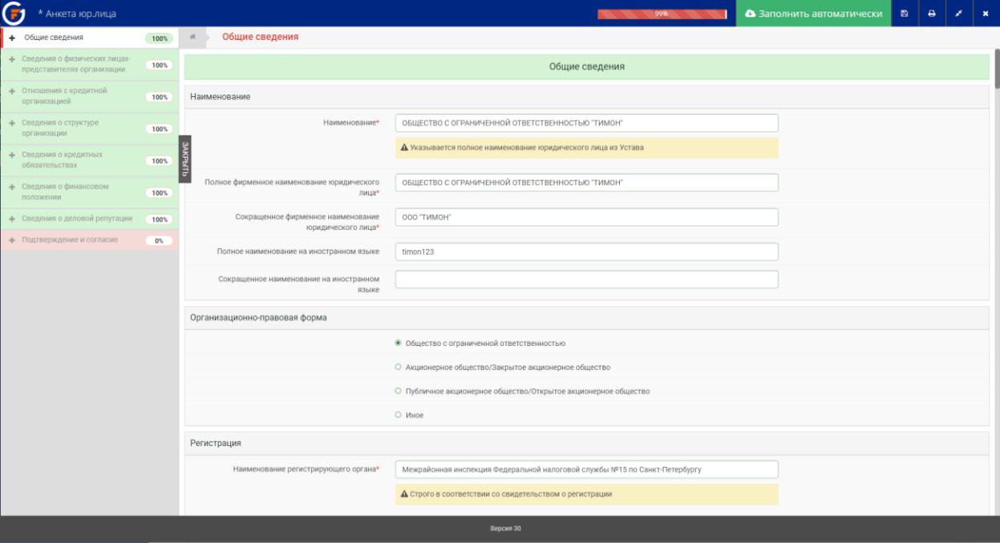 * Анкета юр.лица
99%
Заполнить автоматически
Общие сведения 100%
Сведения о физических лицах-
представителях организации 100%
Отношения с кредитной
организацией 100%
Сведения о структуре
организации 100%
Сведения о кредитных
обязательствах 100%
Сведения о финансовом
положении 100%
Сведения о деловой репутации 100%
Подтверждение и согласие 0%
ЗАКРЫТЬ
Общие сведения
Общие сведения
Наименование
Наименование* ОБЩЕСТВО С ОГРАНИЧЕННОЙ ОТВЕТСТВЕННОСТЬЮ "ТИМОН"
Указывается полное наименование юридического лица из Устава
Полное фирменное наименование юридического
лица*
ОБЩЕСТВО С ОГРАНИЧЕННОЙ ОТВЕТСТВЕННОСТЬЮ "ТИМОН"
Сокращенное фирменное наименование
юридического лица*
ООО "ТИМОН"
Полное наименование на иностранном языке timon123
Сокращенное наименование на иностранном
языке
Организационно-правовая форма
Общество с ограниченной ответственностью
Акционерное общество/Закрытое акционерное общество
Публичное акционерное общество/Открытое акционерное общество
Иное
Регистрация
Наименование регистрирующего органа* Межрайонная инспекция Федеральной налоговой службы №15 по Санкт-Петербургу
Строго в соответствии со свидетельством о регистрации
Версия 30